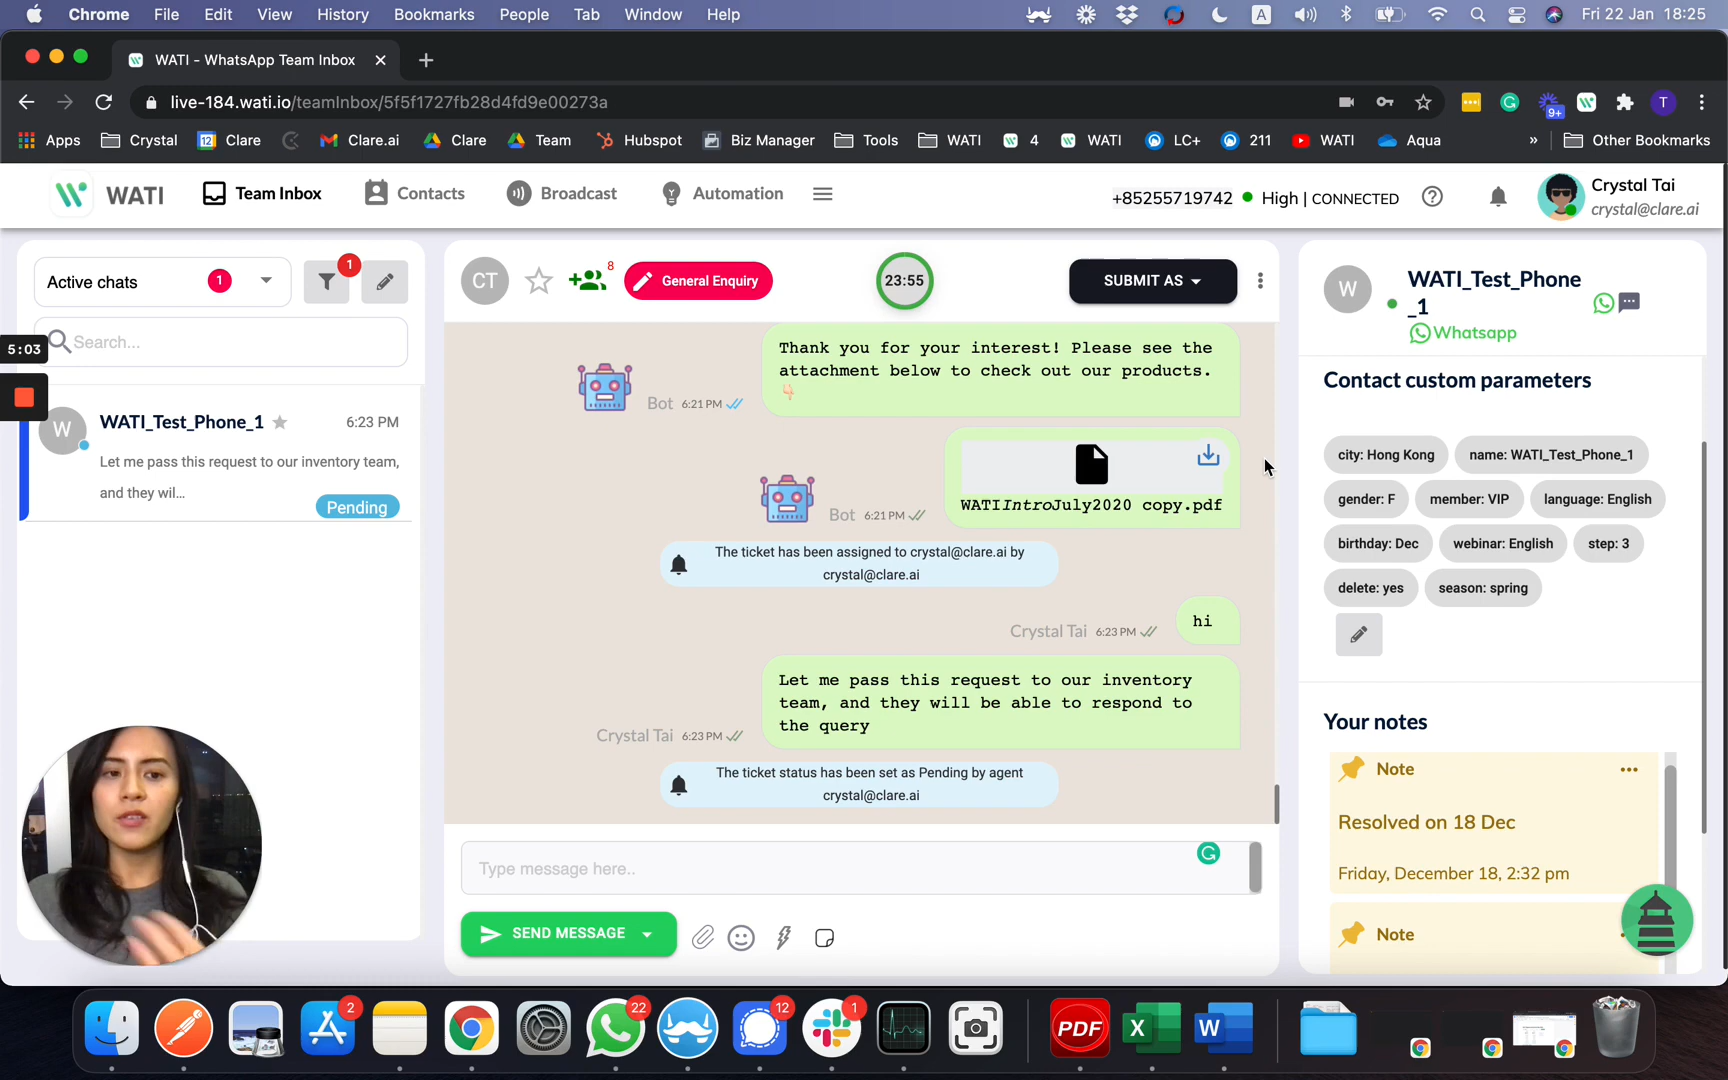 Chrome File Edit View History Bookmarks People Tab Window Help
A
Fri 22 Jan 18:25
WATI - WhatsApp Team Inbox
live-184.wati.io/teamInbox/5f5f1727fb28d4fd9e00273a
9+
T
Apps Crystal 12 Clare Clare.ai Clare Team Hubspot Biz Manager Tools WATI 4 WATI LC+ 211 WATI Aqua » Other Bookmarks
WATI Team Inbox Contacts Broadcast Automation
+85255719742 High | CONNECTED
Crystal Tai
crystal@clare.ai
Active chats 1
1
Search...
5:03
W
WATI_Test_Phone_1 6:23 PM
Let me pass this request to our inventory team,
and they wil...
Pending
CT
8
General Enquiry
23:55
SUBMIT AS
Thank you for your interest! Please see the
attachment below to check out our products.
Bot 6:21 PM
WATIIntroJuly2020 copy.pdf
Bot 6:21 PM
The ticket has been assigned to crystal@clare.ai by
crystal@clare.ai
hi
Crystal Tai 6:23 PM
Let me pass this request to our inventory
team, and they will be able to respond to
the query
Crystal Tai 6:23 PM
The ticket status has been set as Pending by agent
crystal@clare.ai
Type message here..
SEND MESSAGE
W
WATI_Test_Phone
_1
Whatsapp
Contact custom parameters
city: Hong Kong name: WATI_Test_Phone_1
gender: F member: VIP language: English
birthday: Dec webinar: English step: 3
delete: yes season: spring
Your notes
Note
Resolved on 18 Dec
Friday, December 18, 2:32 pm
Note
2
22
12
1
PDF
X
W